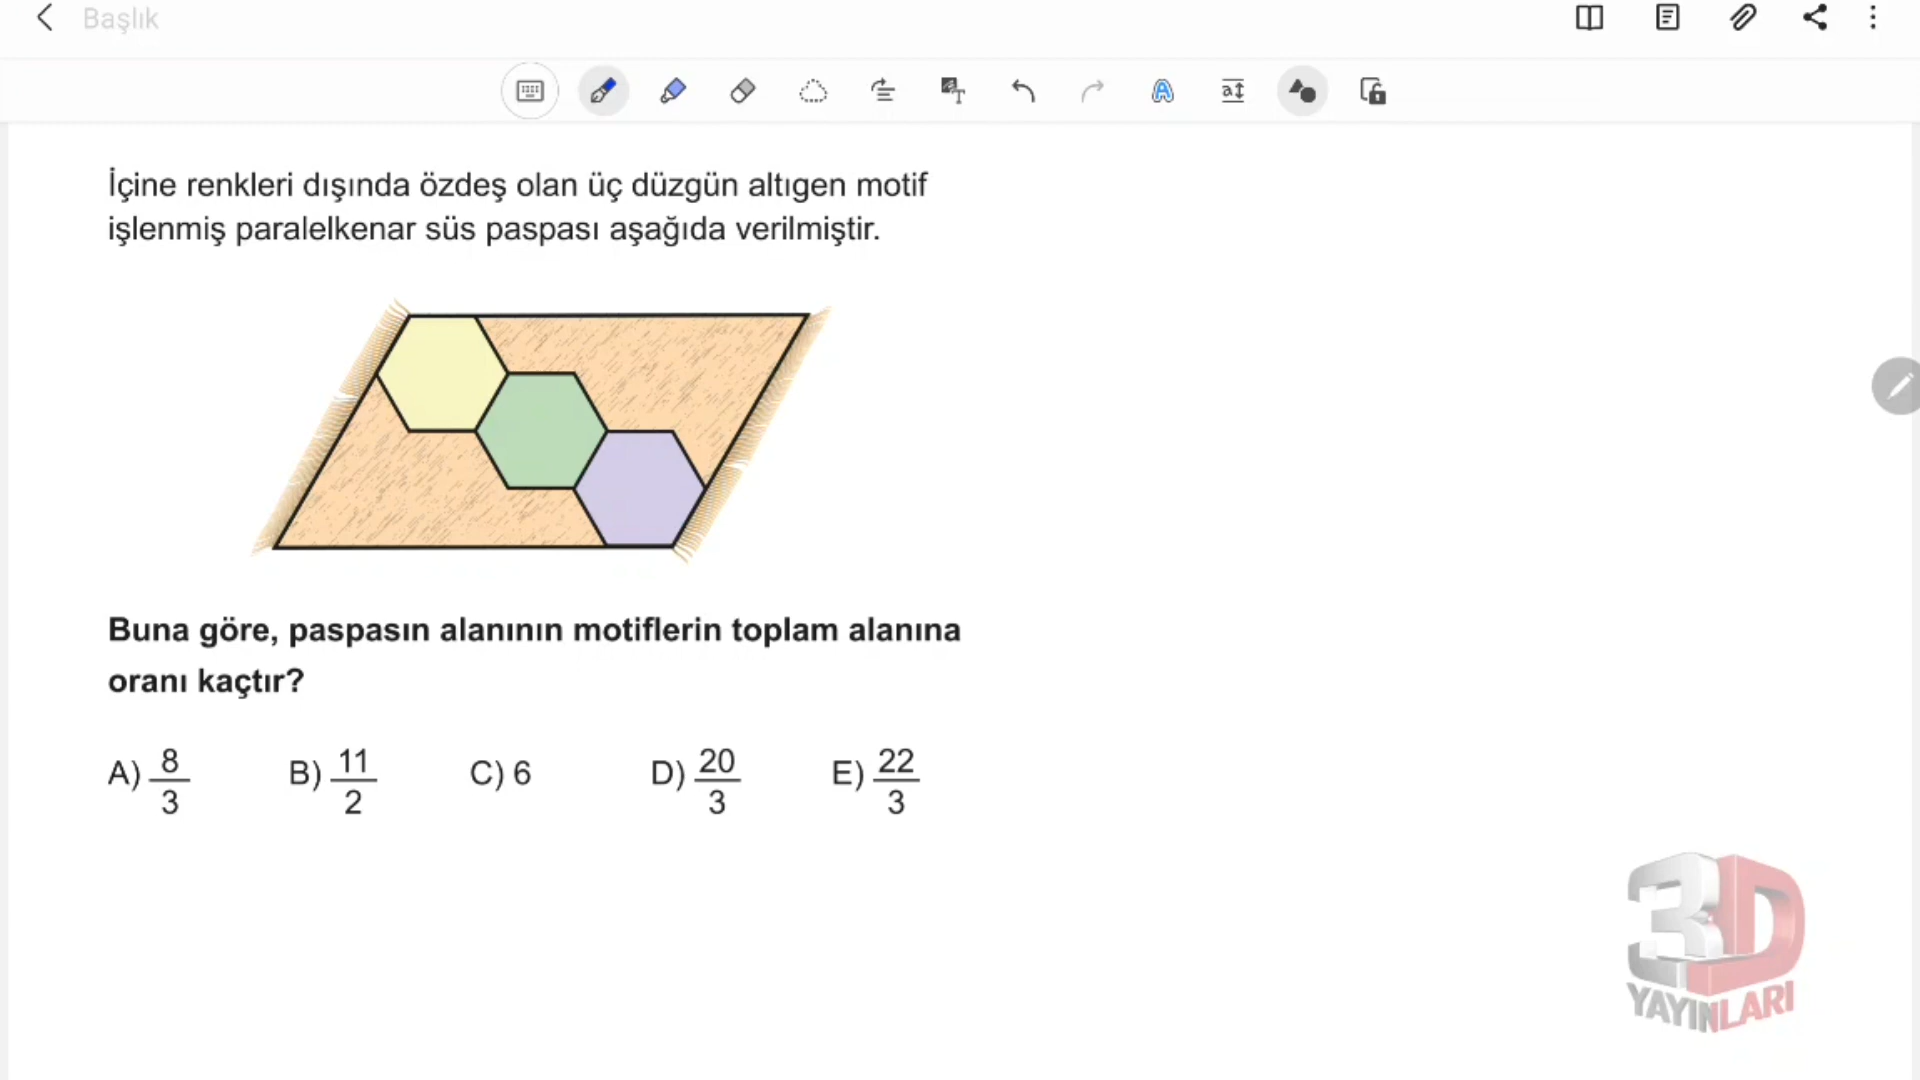 Başlık
İçine renkleri dışında özdeş olan üç düzgün altıgen motif
işlenmiş paralelkenar süs paspası aşağıda verilmiştir.
Buna göre, paspasın alanının motiflerin toplam alanına
oranı kaçtır?
A) 8/3 B) 11/2 C) 6 D) 20/3 E) 22/3
3D
YAYINLARI